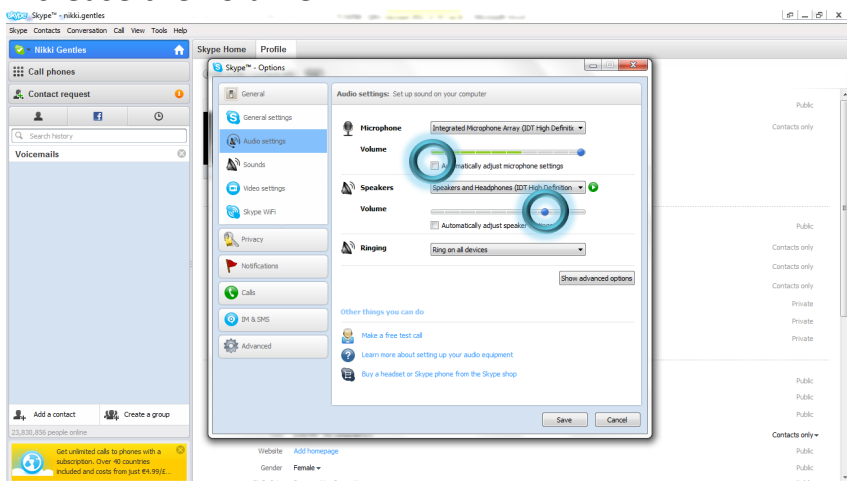 Skype™ - nikki.gentles
Skype Contacts Conversation Call View Tools Help
Nikki Gentles
Call phones
Contact request
Search history
Voicemails
Add a contact Create a group
23,830,856 people online
Get unlimited calls to phones with a
subscription. Over 40 countries
included and costs from just €4.99/£...
Skype Home Profile
Skype™ - Options
General
General settings
Audio settings
Sounds
Video settings
Skype WiFi
Privacy
Notifications
Calls
IM & SMS
Advanced
Audio settings: Set up sound on your computer
Microphone Integrated Microphone Array (IDT High Definitic
Volume
Automatically adjust microphone settings
Speakers Speakers and Headphones (IDT High Definition
Volume
Automatically adjust speaker
Ringing Ring on all devices
Show advanced options
Other things you can do
Make a free test call
Learn more about setting up your audio equipment
Buy a headset or Skype phone from the Skype shop
Save Cancel
Public
Contacts only
Public
Contacts only
Contacts only
Contacts only
Private
Private
Private
Public
Public
Public
Contacts only
Website Add homepage Public
Gender Female Public